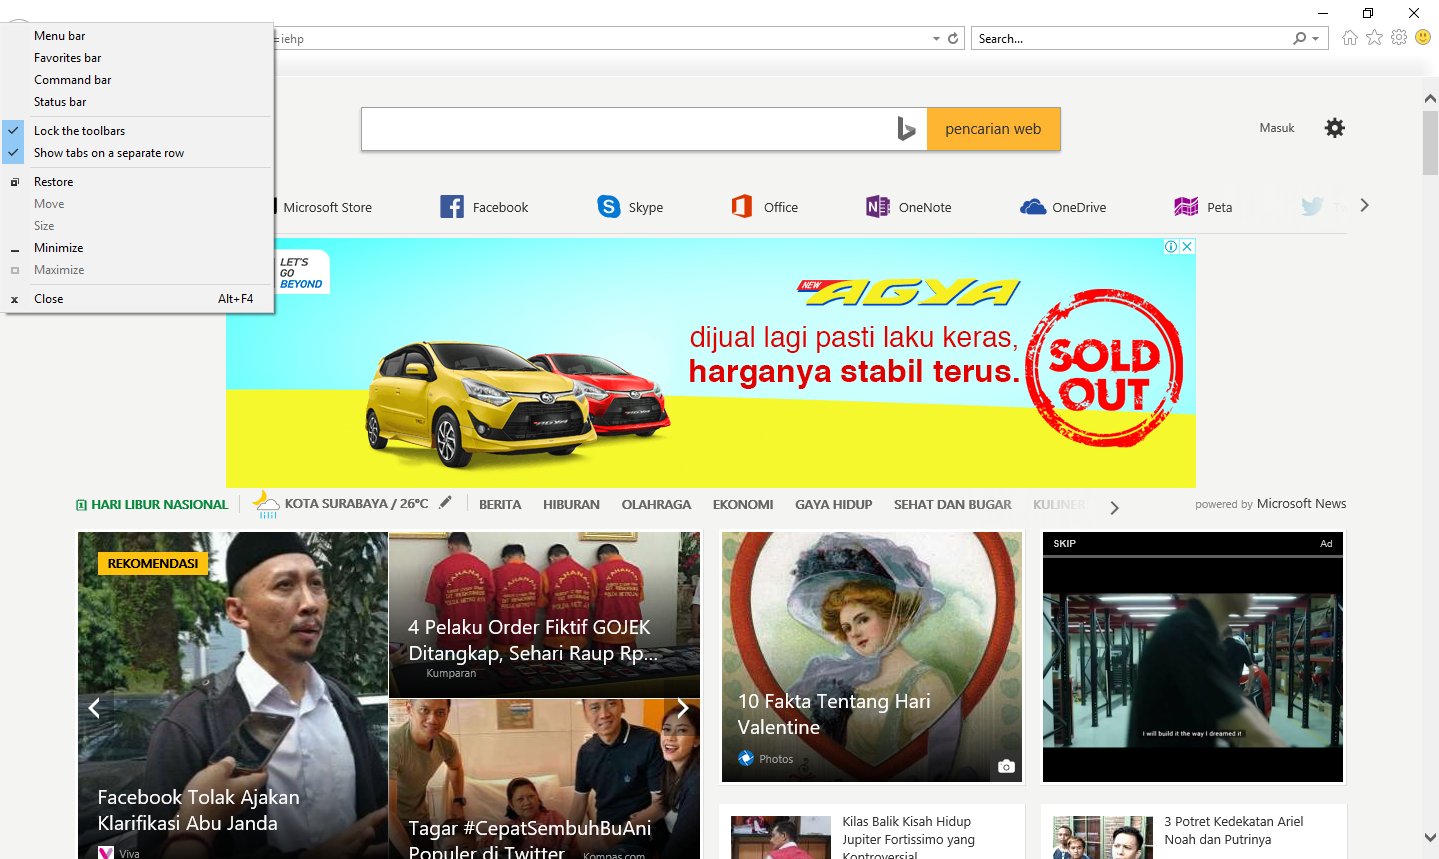 =iehp
Search...
Menu bar
Favorites bar
Command bar
Status bar
Lock the toolbars
Show tabs on a separate row
Restore
Move
Size
Minimize
Maximize
Close Alt+F4
pencarian web
Masuk
Microsoft Store
Facebook
Skype
Office
OneNote
OneDrive
Peta
LET'S
GO
BEYOND
NEW AGYA
dijual lagi pasti laku keras,
harganya stabil terus.
SOLD
OUT
HARI LIBUR NASIONAL
KOTA SURABAYA / 26°C
BERITA
HIBURAN
OLAHRAGA
EKONOMI
GAYA HIDUP
SEHAT DAN BUGAR
KULINER
powered by Microsoft News
REKOMENDASI
Facebook Tolak Ajakan
Klarifikasi Abu Janda
Viva
TAHANAN
4 Pelaku Order Fiktif GOJEK
Ditangkap, Sehari Raup Rp...
Kumparan
Tagar #CepatSembuhBuAni
Populer di Twitter Kompas.com
10 Fakta Tentang Hari
Valentine
Photos
SKIP Ad
I will build it the way I dreamed it
Kilas Balik Kisah Hidup
Jupiter Fortissimo yang
Kontroversial
3 Potret Kedekatan Ariel
Noah dan Putrinya